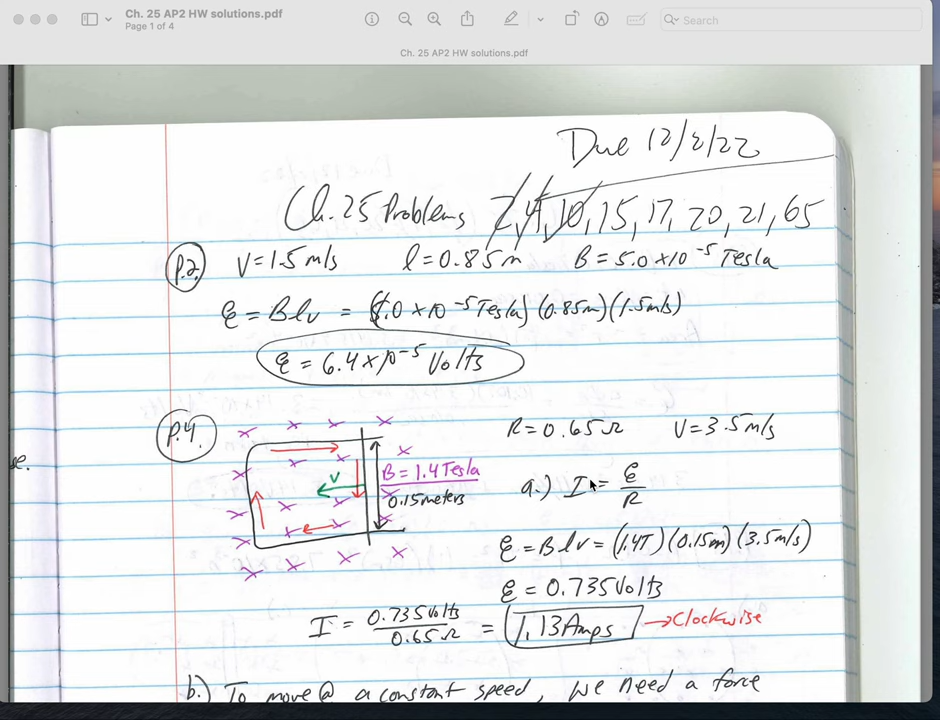 Ch. 25 AP2 HW solutions.pdf
Page 1 of 4
Search
Ch. 25 AP2 HW solutions.pdf
Due 12/2/22
Ch. 25 Problems 2, 4, 10, 15, 17, 20, 21, 65
P.2 V = 1.5 m/s l = 0.85 m B = 5.0 x 10⁻⁵ Tesla
ℰ = Blv = (5.0 x 10⁻⁵ Tesla) (0.85m) (1.5m/s)
ℰ = 6.4 x 10⁻⁵ Volts
P.4. R = 0.65 Ω V = 3.5 m/s
se.
V B = 1.4 Tesla
0.15 meters
a.) I = ℰ/R
ℰ = Blv = (1.4T) (0.15m) (3.5m/s)
ℰ = 0.735 Volts
I = 0.735 Volts / 0.65 Ω = 1.13 Amps → Clockwise
b.) To move @ a constant speed, we need a force